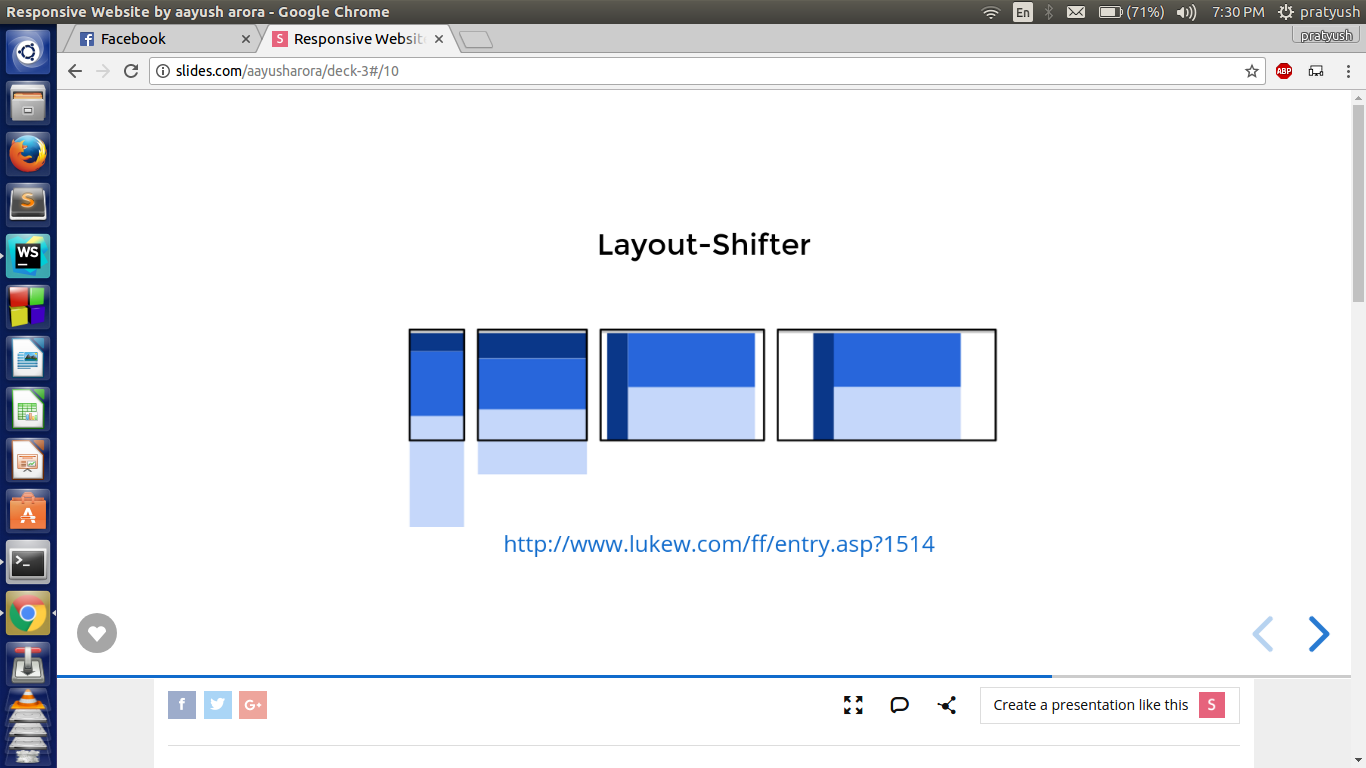 Responsive Website by aayush arora - Google Chrome
En
(71%)
7:30 PM
pratyush
f
Facebook
S
Responsive Websit
pratyush
slides.com/aayusharora/deck-3#/10
ABP
S
WS
Layout-Shifter
http://www.lukew.com/ff/entry.asp?1514
f
G+
Create a presentation like this
S